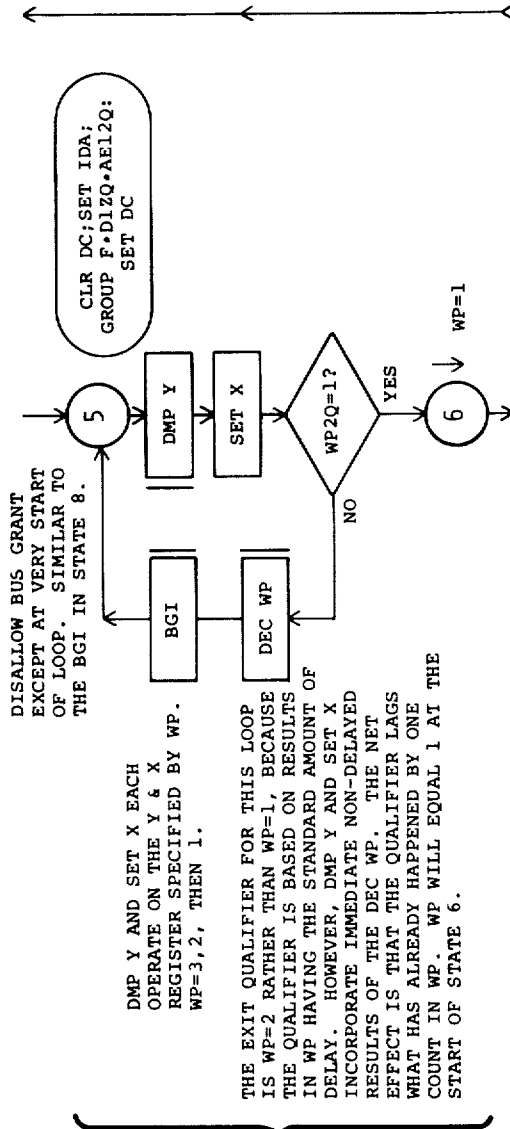 DISALLOW BUS GRANT
EXCEPT AT VERY START
OF LOOP. SIMILAR TO
THE BGI IN STATE 8.
5
CLR DC;SET IDA;
GROUP F•D1ZQ•AE12Q:
SET DC
DMP Y AND SET X EACH
OPERATE ON THE Y & X
REGISTER SPECIFIED BY WP.
WP=3,2, THEN 1.
BGI
DMP Y
SET X
DEC WP
WP2Q=1?
NO
YES
THE EXIT QUALIFIER FOR THIS LOOP
IS WP=2 RATHER THAN WP=1, BECAUSE
THE QUALIFIER IS BASED ON RESULTS
IN WP HAVING THE STANDARD AMOUNT OF
DELAY. HOWEVER, DMP Y AND SET X
INCORPORATE IMMEDIATE NON-DELAYED
RESULTS OF THE DEC WP. THE NET
EFFECT IS THAT THE QUALIFIER LAGS
WHAT HAS ALREADY HAPPENED BY ONE
COUNT IN WP. WP WILL EQUAL 1 AT THE
START OF STATE 6.
6
WP=1